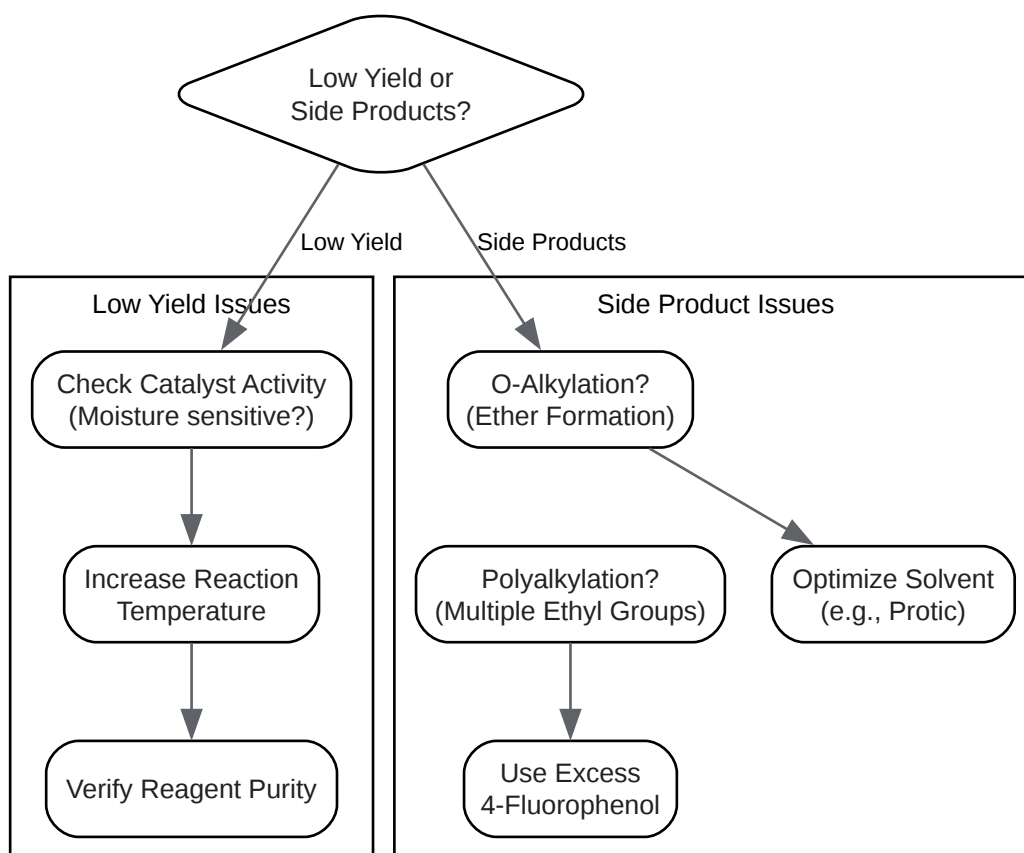 Low Yield or
Side Products?
Low Yield
Side Products
Low Yield Issues
Side Product Issues
Check Catalyst Activity
(Moisture sensitive?)
O-Alkylation?
(Ether Formation)
Increase Reaction
Temperature
Polyalkylation?
(Multiple Ethyl Groups)
Optimize Solvent
(e.g., Protic)
Verify Reagent Purity
Use Excess
4-Fluorophenol